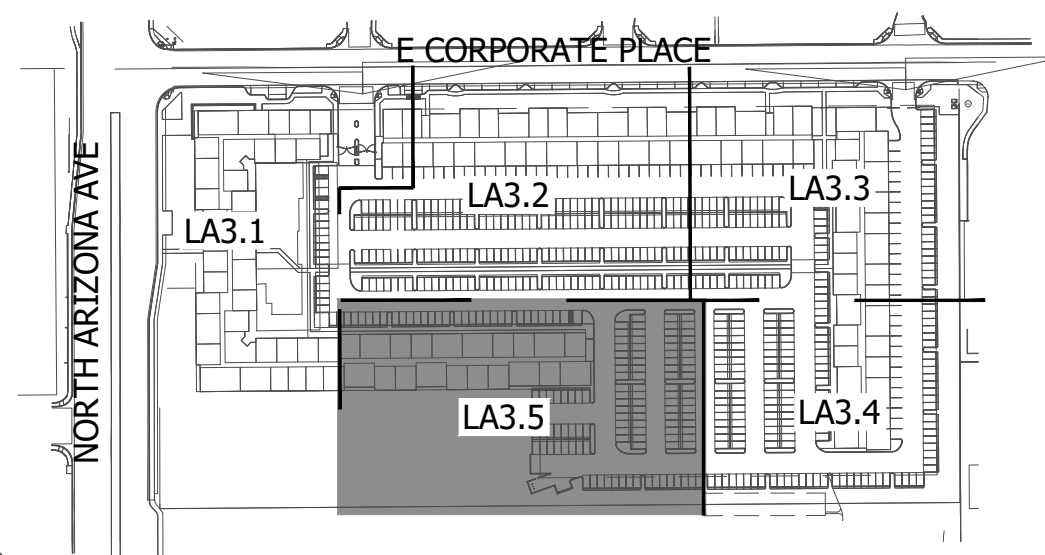 E CORPORATE PLACE
LA3.2
LA3.3
LA3.1
NORTH ARIZONA AVE
LA3.5
LA3.4